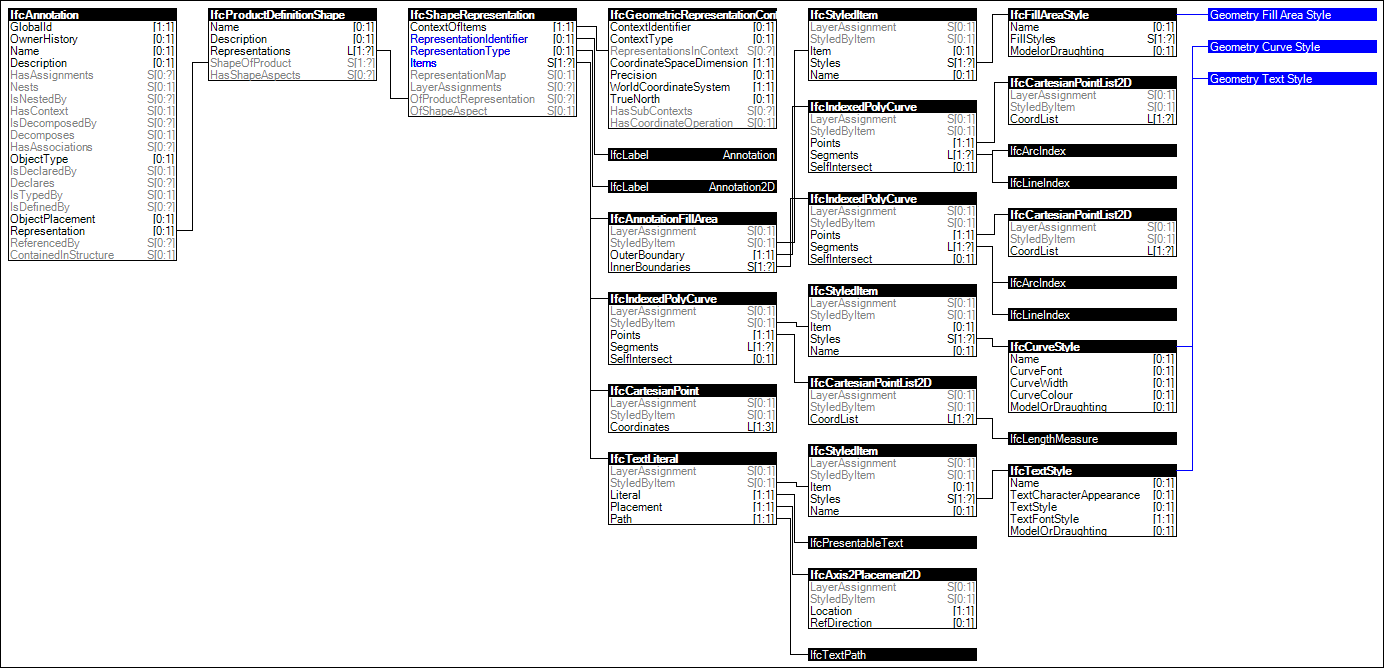 IfcAnnotation
GlobalId [1:1]
OwnerHistory [0:1]
Name [0:1]
Description [0:1]
HasAssignments S[0:?]
Nests S[0:1]
IsNestedBy S[0:?]
HasContext S[0:1]
IsDecomposedBy S[0:?]
Decomposes S[0:1]
HasAssociations S[0:?]
ObjectType [0:1]
IsDeclaredBy S[0:1]
Declares S[0:?]
IsTypedBy S[0:1]
IsDefinedBy S[0:?]
ObjectPlacement [0:1]
Representation [0:1]
ReferencedBy S[0:?]
ContainedInStructure S[0:1]
IfcProductDefinitionShape
Name [0:1]
Description [0:1]
Representations L[1:?]
ShapeOfProduct S[1:?]
HasShapeAspects S[0:?]
IfcShapeRepresentation
ContextOfItems [1:1]
RepresentationIdentifier [0:1]
RepresentationType [0:1]
Items S[1:?]
RepresentationMap S[0:1]
LayerAssignments S[0:?]
OfProductRepresentation S[0:?]
OfShapeAspect S[0:1]
IfcGeometricRepresentationCont
ContextIdentifier [0:1]
ContextType [0:1]
RepresentationsInContext S[0:?]
CoordinateSpaceDimension [1:1]
Precision [0:1]
WorldCoordinateSystem [1:1]
TrueNorth [0:1]
HasSubContexts S[0:?]
HasCoordinateOperation S[0:1]
IfcLabel Annotation
IfcLabel Annotation2D
IfcAnnotationFillArea
LayerAssignment S[0:1]
StyledByItem S[0:1]
OuterBoundary [1:1]
InnerBoundaries S[1:?]
IfcIndexedPolyCurve
LayerAssignment S[0:1]
StyledByItem S[0:1]
Points [1:1]
Segments L[1:?]
SelfIntersect [0:1]
IfcCartesianPoint
LayerAssignment S[0:1]
StyledByItem S[0:1]
Coordinates L[1:3]
IfcTextLiteral
LayerAssignment S[0:1]
StyledByItem S[0:1]
Literal [1:1]
Placement [1:1]
Path [1:1]
IfcStyledItem
LayerAssignment S[0:1]
StyledByItem S[0:1]
Item [0:1]
Styles S[1:?]
Name [0:1]
IfcIndexedPolyCurve
LayerAssignment S[0:1]
StyledByItem S[0:1]
Points [1:1]
Segments L[1:?]
SelfIntersect [0:1]
IfcIndexedPolyCurve
LayerAssignment S[0:1]
StyledByItem S[0:1]
Points [1:1]
Segments L[1:?]
SelfIntersect [0:1]
IfcStyledItem
LayerAssignment S[0:1]
StyledByItem S[0:1]
Item [0:1]
Styles S[1:?]
Name [0:1]
IfcCartesianPointList2D
LayerAssignment S[0:1]
StyledByItem S[0:1]
CoordList L[1:?]
IfcStyledItem
LayerAssignment S[0:1]
StyledByItem S[0:1]
Item [0:1]
Styles S[1:?]
Name [0:1]
IfcPresentableText
IfcAxis2Placement2D
LayerAssignment S[0:1]
StyledByItem S[0:1]
Location [1:1]
RefDirection [0:1]
IfcTextPath
IfcFillAreaStyle
Name [0:1]
FillStyles S[1:?]
ModelorDraughting [0:1]
IfcCartesianPointList2D
LayerAssignment S[0:1]
StyledByItem S[0:1]
CoordList L[1:?]
IfcArcIndex
IfcLineIndex
IfcCartesianPointList2D
LayerAssignment S[0:1]
StyledByItem S[0:1]
CoordList L[1:?]
IfcArcIndex
IfcLineIndex
IfcCurveStyle
Name [0:1]
CurveFont [0:1]
CurveWidth [0:1]
CurveColour [0:1]
ModelOrDraughting [0:1]
IfcLengthMeasure
IfcTextStyle
Name [0:1]
TextCharacterAppearance [0:1]
TextStyle [0:1]
TextFontStyle [1:1]
ModelOrDraughting [0:1]
Geometry Fill Area Style
Geometry Curve Style
Geometry Text Style